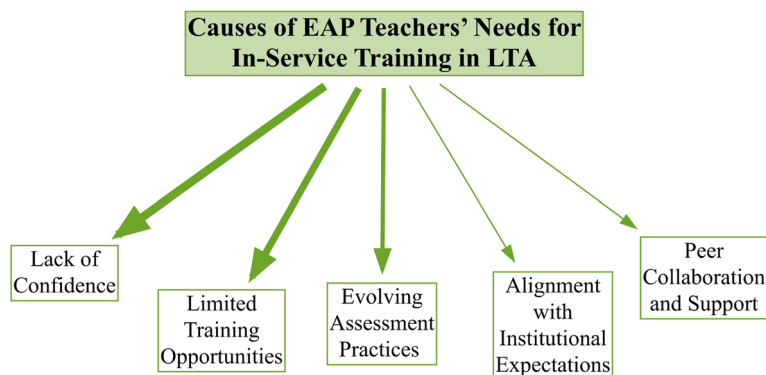 Causes of EAP Teachers’ Needs for
In-Service Training in LTA
Lack of
Confidence
Limited
Training
Opportunities
Evolving
Assessment
Practices
Alignment
with
Institutional
Expectations
Peer
Collaboration
and Support